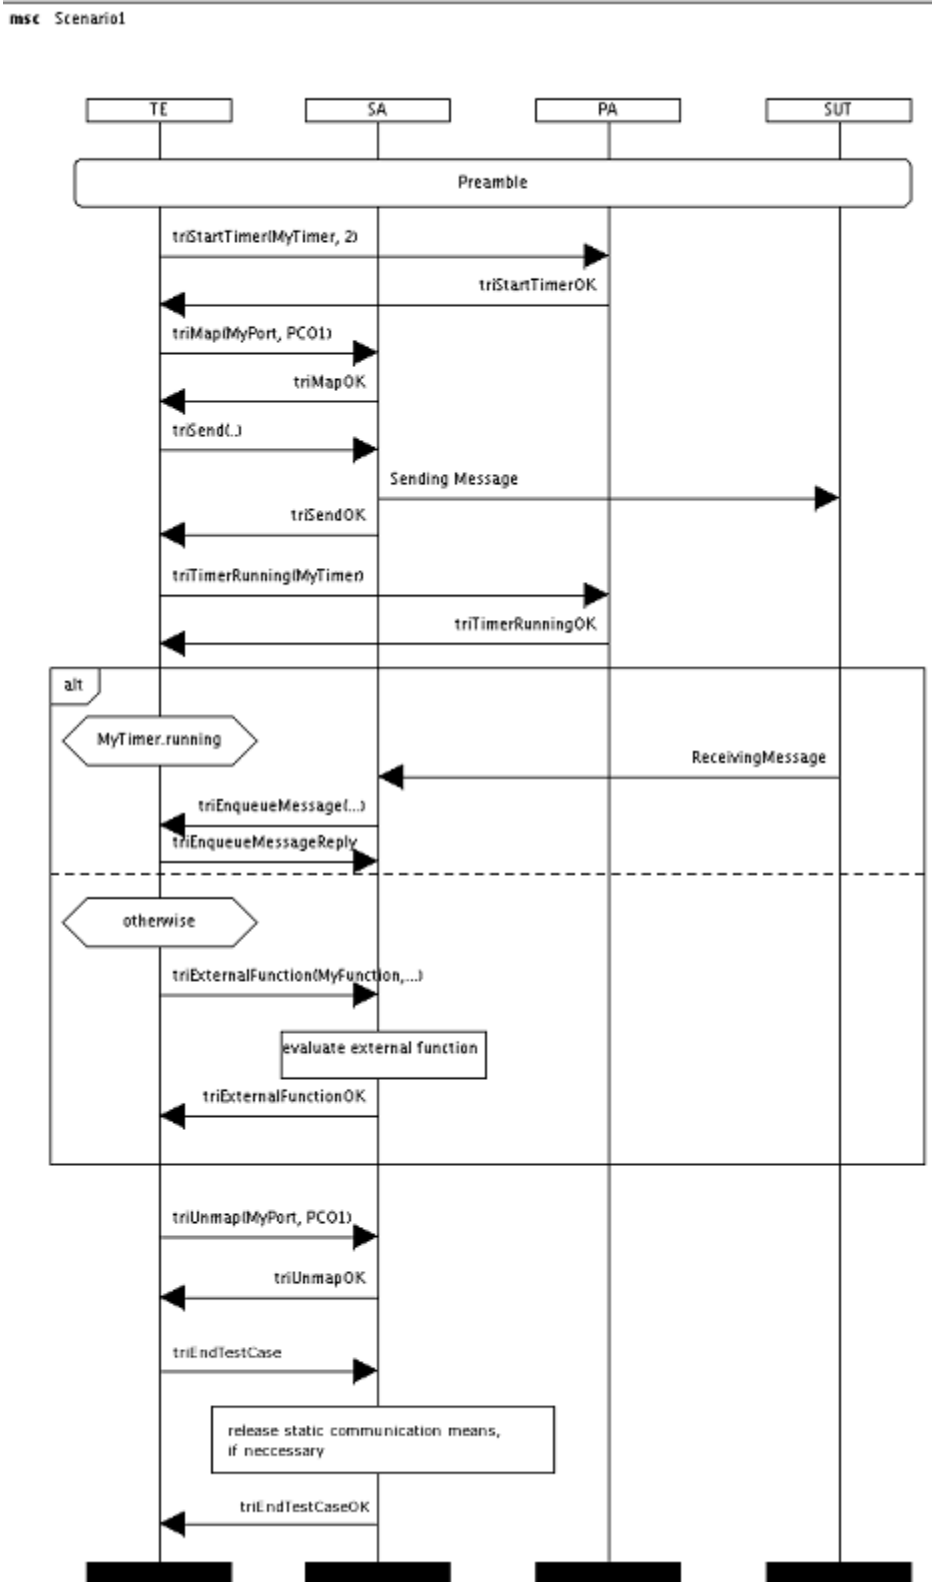 msc Scenario1
TE SA PA SUT
Preamble
triStartTimer(MyTimer, 2)
triStartTimerOK
triMap(MyPort, PCO1)
triMapOK
triSend(..)
Sending Message
triSendOK
triTimerRunning(MyTimer)
triTimerRunningOK
alt
MyTimer.running
ReceivingMessage
triEnqueueMessage(...)
triEnqueueMessageReply
otherwise
triExternalFunction(MyFunction,...)
evaluate external function
triExternalFunctionOK
triUnmap(MyPort, PCO1)
triUnmapOK
triEndTestCase
release static communication means,
if neccessary
triEndTestCaseOK